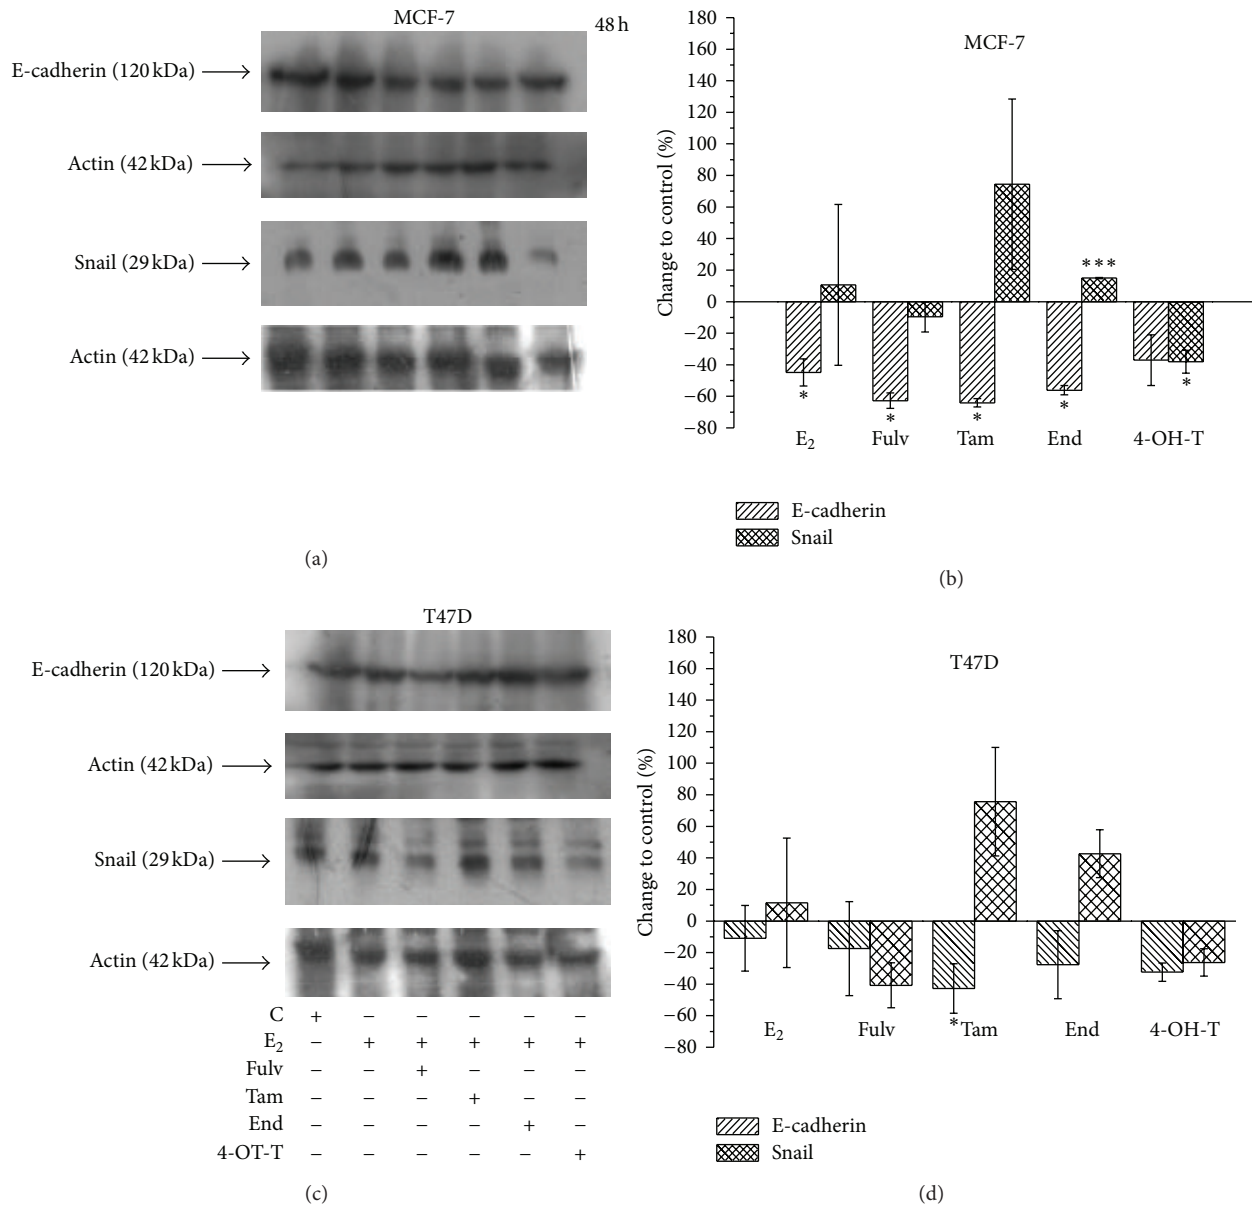 MCF-7
48 h
E-cadherin (120 kDa)
Actin (42 kDa)
Snail (29 kDa)
Actin (42 kDa)
(a)
180
160
140
120
100
80
60
40
20
0
−20
−40
−60
−80
Change to control (%)
MCF-7
***
*
*
*
*
*
E2 Fulv Tam End 4-OH-T
E-cadherin
Snail
(b)
T47D
E-cadherin (120 kDa)
Actin (42 kDa)
Snail (29 kDa)
Actin (42 kDa)
C + − − − − −
E2 − + + + + +
Fulv − − + − − −
Tam − − − + − −
End − − − − + −
4-OT-T − − − − − +
(c)
180
160
140
120
100
80
60
40
20
0
−20
−40
−60
−80
Change to control (%)
T47D
*
E2 Fulv Tam End 4-OH-T
E-cadherin
Snail
(d)